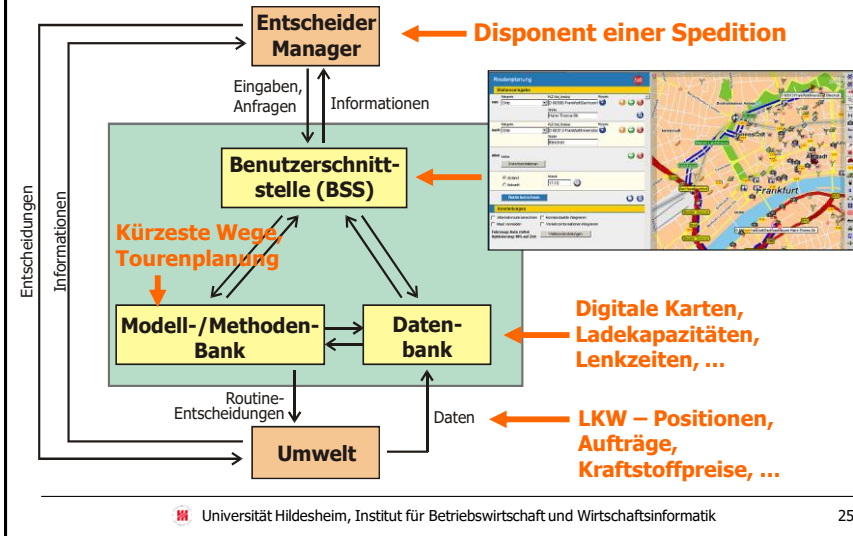 Entscheider
Manager
Disponent einer Spedition
Eingaben,
Anfragen
Informationen
Routenplanung
Benutzerschnitt-
stelle (BSS)
Frankfurt
Entscheidungen
Informationen
Kürzeste Wege,
Tourenplanung
Modell-/Methoden-
Bank
Daten-
bank
Digitale Karten,
Ladekapazitäten,
Lenkzeiten, ...
Routine-
Entscheidungen
Daten
Umwelt
LKW – Positionen,
Aufträge,
Kraftstoffpreise, ...
Universität Hildesheim, Institut für Betriebswirtschaft und Wirtschaftsinformatik
25